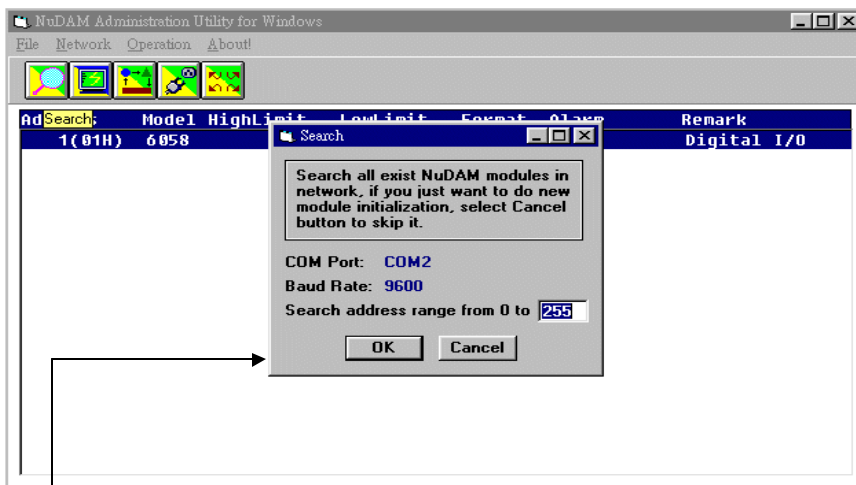 NuDAM Administration Utility for Windows
File Network Operation About!
Search
Model HighLimit LowLimit Format Alarm Remark
1(01H) 6058 Digital I/O
Search
Search all exist NuDAM modules in
network, if you just want to do new
module initialization, select Cancel
button to skip it.
COM Port: COM2
Baud Rate: 9600
Search address range from 0 to 255
OK Cancel